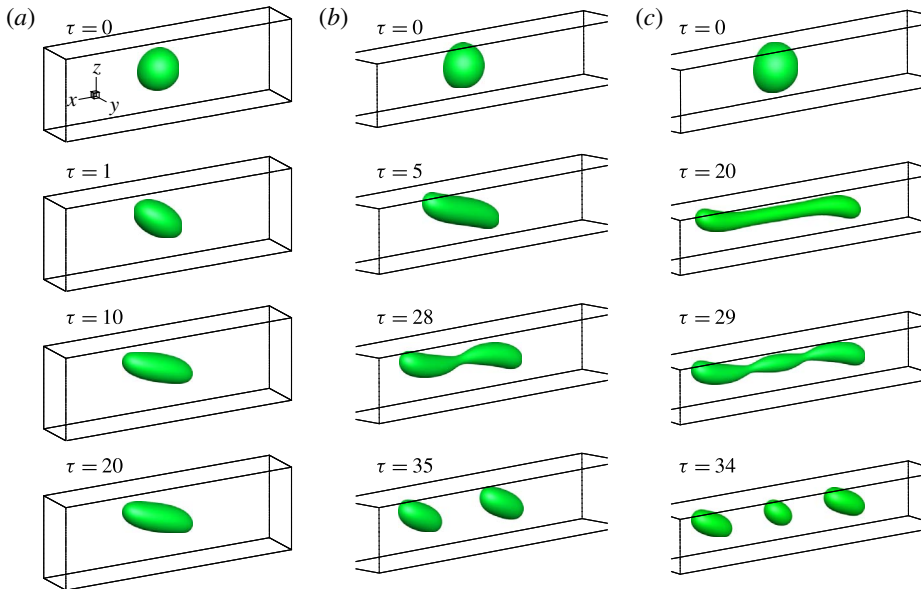 (a) (b) (c)
τ = 0 τ = 0 τ = 0
z
x
y
τ = 1 τ = 5 τ = 20
τ = 10 τ = 28 τ = 29
τ = 20 τ = 35 τ = 34